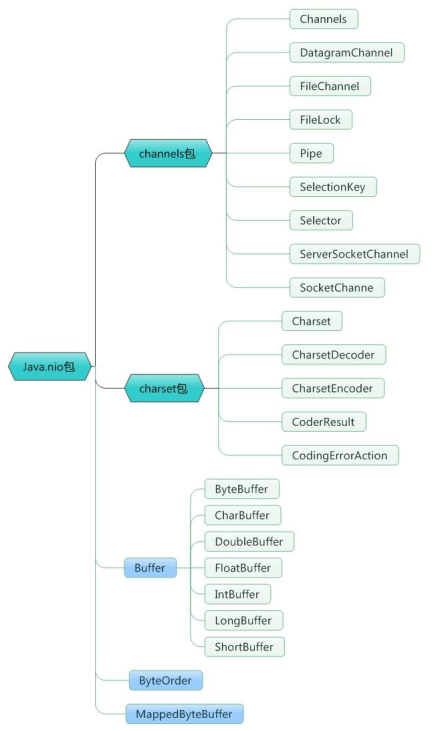 Java.nio包
channels包
Channels
DatagramChannel
FileChannel
FileLock
Pipe
SelectionKey
Selector
ServerSocketChannel
SocketChanne
charset包
Charset
CharsetDecoder
CharsetEncoder
CoderResult
CodingErrorAction
Buffer
ByteBuffer
CharBuffer
DoubleBuffer
FloatBuffer
IntBuffer
LongBuffer
ShortBuffer
ByteOrder
MappedByteBuffer